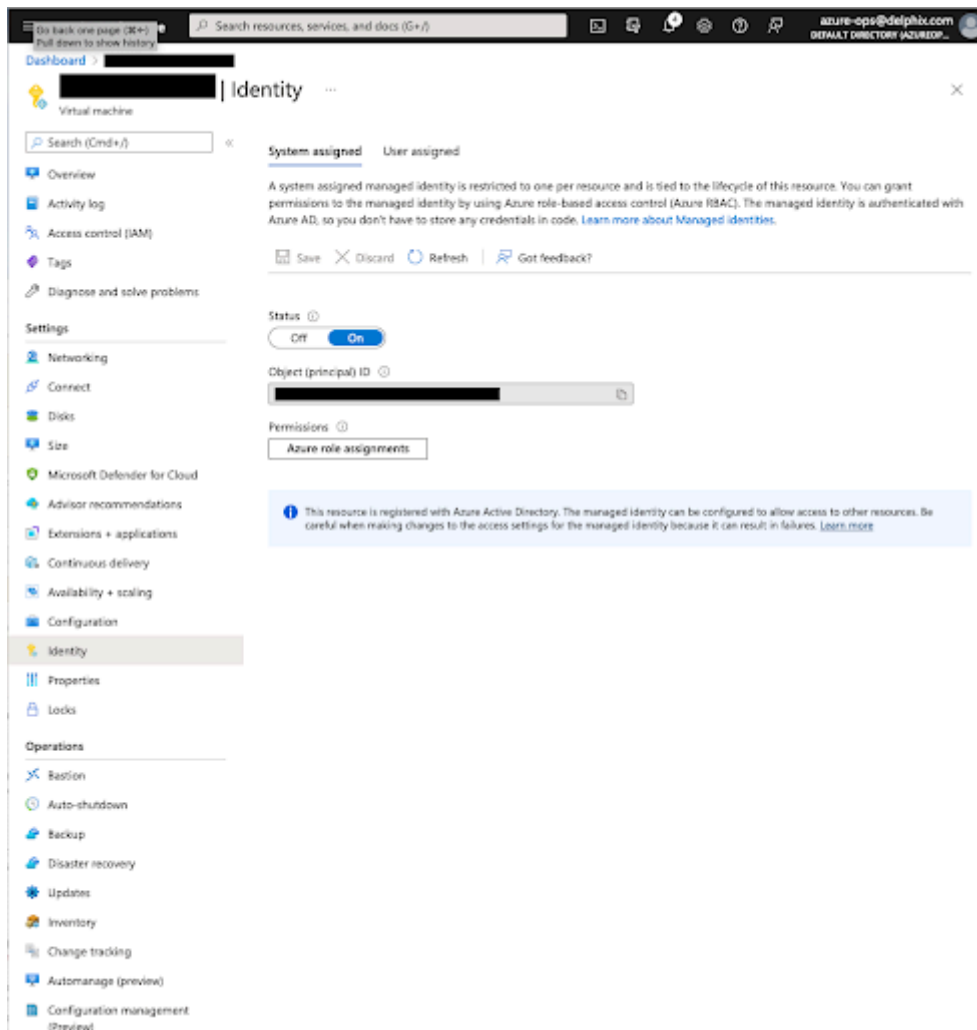 Go back one page (⌘←)
Pull down to show history
Search resources, services, and docs (G+/)
4
azure-ops@delphix.com
DEFAULT DIRECTORY (AZUREOP...
Dashboard >
| Identity ...
Virtual machine
Search (Cmd+/)
«
Overview
Activity log
Access control (IAM)
Tags
Diagnose and solve problems
Settings
Networking
Connect
Disks
Size
Microsoft Defender for Cloud
Advisor recommendations
Extensions + applications
Continuous delivery
Availability + scaling
Configuration
Identity
Properties
Locks
Operations
Bastion
Auto-shutdown
Backup
Disaster recovery
Updates
Inventory
Change tracking
Automanage (preview)
Configuration management
(Preview)
System assigned User assigned
A system assigned managed identity is restricted to one per resource and is tied to the lifecycle of this resource. You can grant
permissions to the managed identity by using Azure role-based access control (Azure RBAC). The managed identity is authenticated with
Azure AD, so you don't have to store any credentials in code. Learn more about Managed identities.
Save Discard Refresh Got feedback?
Status
Off On
Object (principal) ID
Permissions
Azure role assignments
This resource is registered with Azure Active Directory. The managed identity can be configured to allow access to other resources. Be
careful when making changes to the access settings for the managed identity because it can result in failures. Learn more